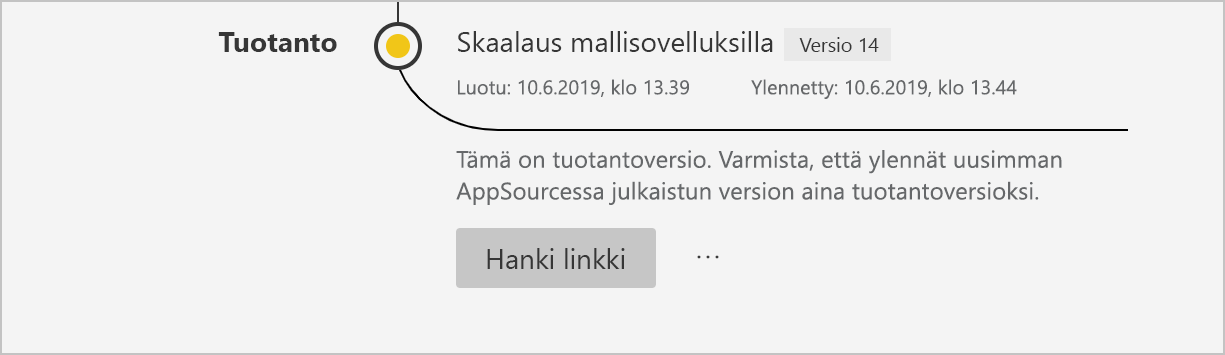 Tuotanto
Skaalaus mallisovelluksilla Versio 14
Luotu: 10.6.2019, klo 13.39 Ylennetty: 10.6.2019, klo 13.44
Tämä on tuotantoversio. Varmista, että ylennät uusimman
AppSourcessa julkaistun version aina tuotantoversioksi.
Hanki linkki ...